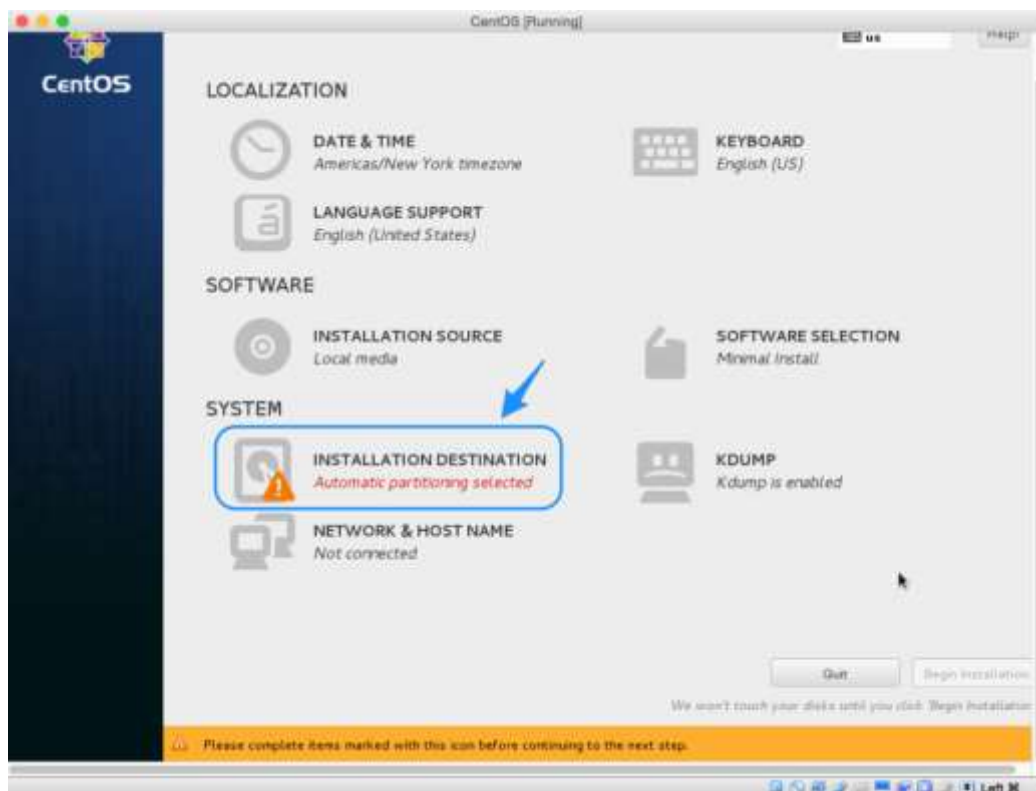 CentOS [Running]
us
Help!
CentOS
LOCALIZATION
DATE & TIME
Americas/New York timezone
KEYBOARD
English (US)
á
LANGUAGE SUPPORT
English (United States)
SOFTWARE
INSTALLATION SOURCE
Local media
SOFTWARE SELECTION
Minimal Install
SYSTEM
INSTALLATION DESTINATION
Automatic partitioning selected
KDUMP
Kdump is enabled
NETWORK & HOST NAME
Not connected
Quit
Begin Installation
We won't touch your disks until you click 'Begin Installation
Please complete items marked with this icon before continuing to the next step.
Left ⌘